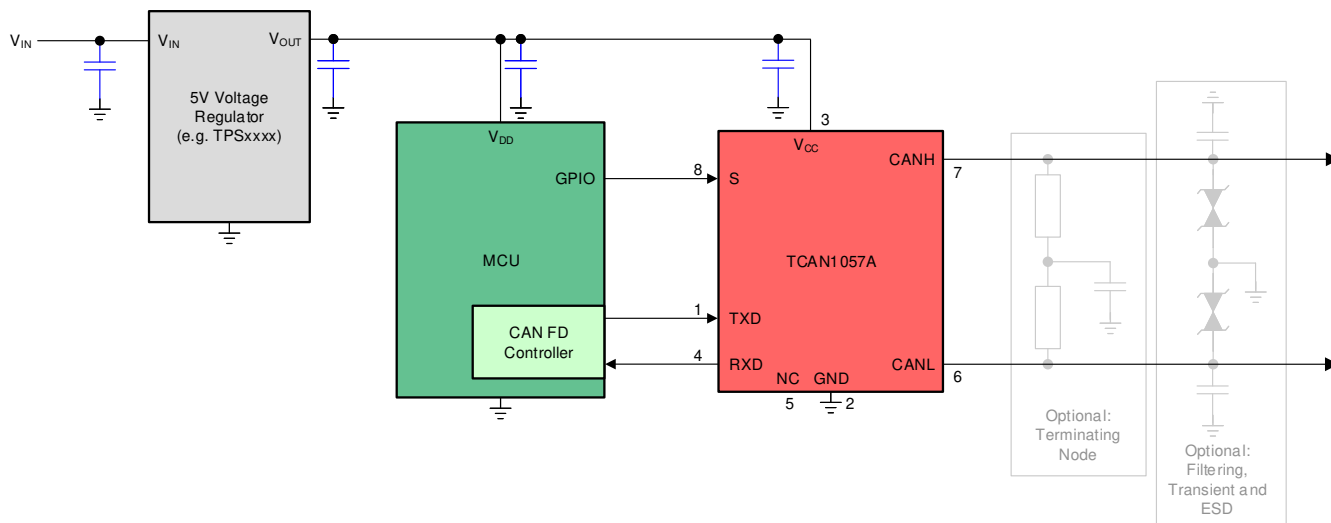 VIN
VIN
VOUT
5V Voltage
Regulator
(e.g. TPSxxxx)
VDD
GPIO
MCU
CAN FD
Controller
8
1
4
3
VCC
S
CANH
7
TCAN1057A
TXD
RXD
NC
GND
CANL
6
5
2
Optional:
Terminating
Node
Optional:
Filtering,
Transient and
ESD